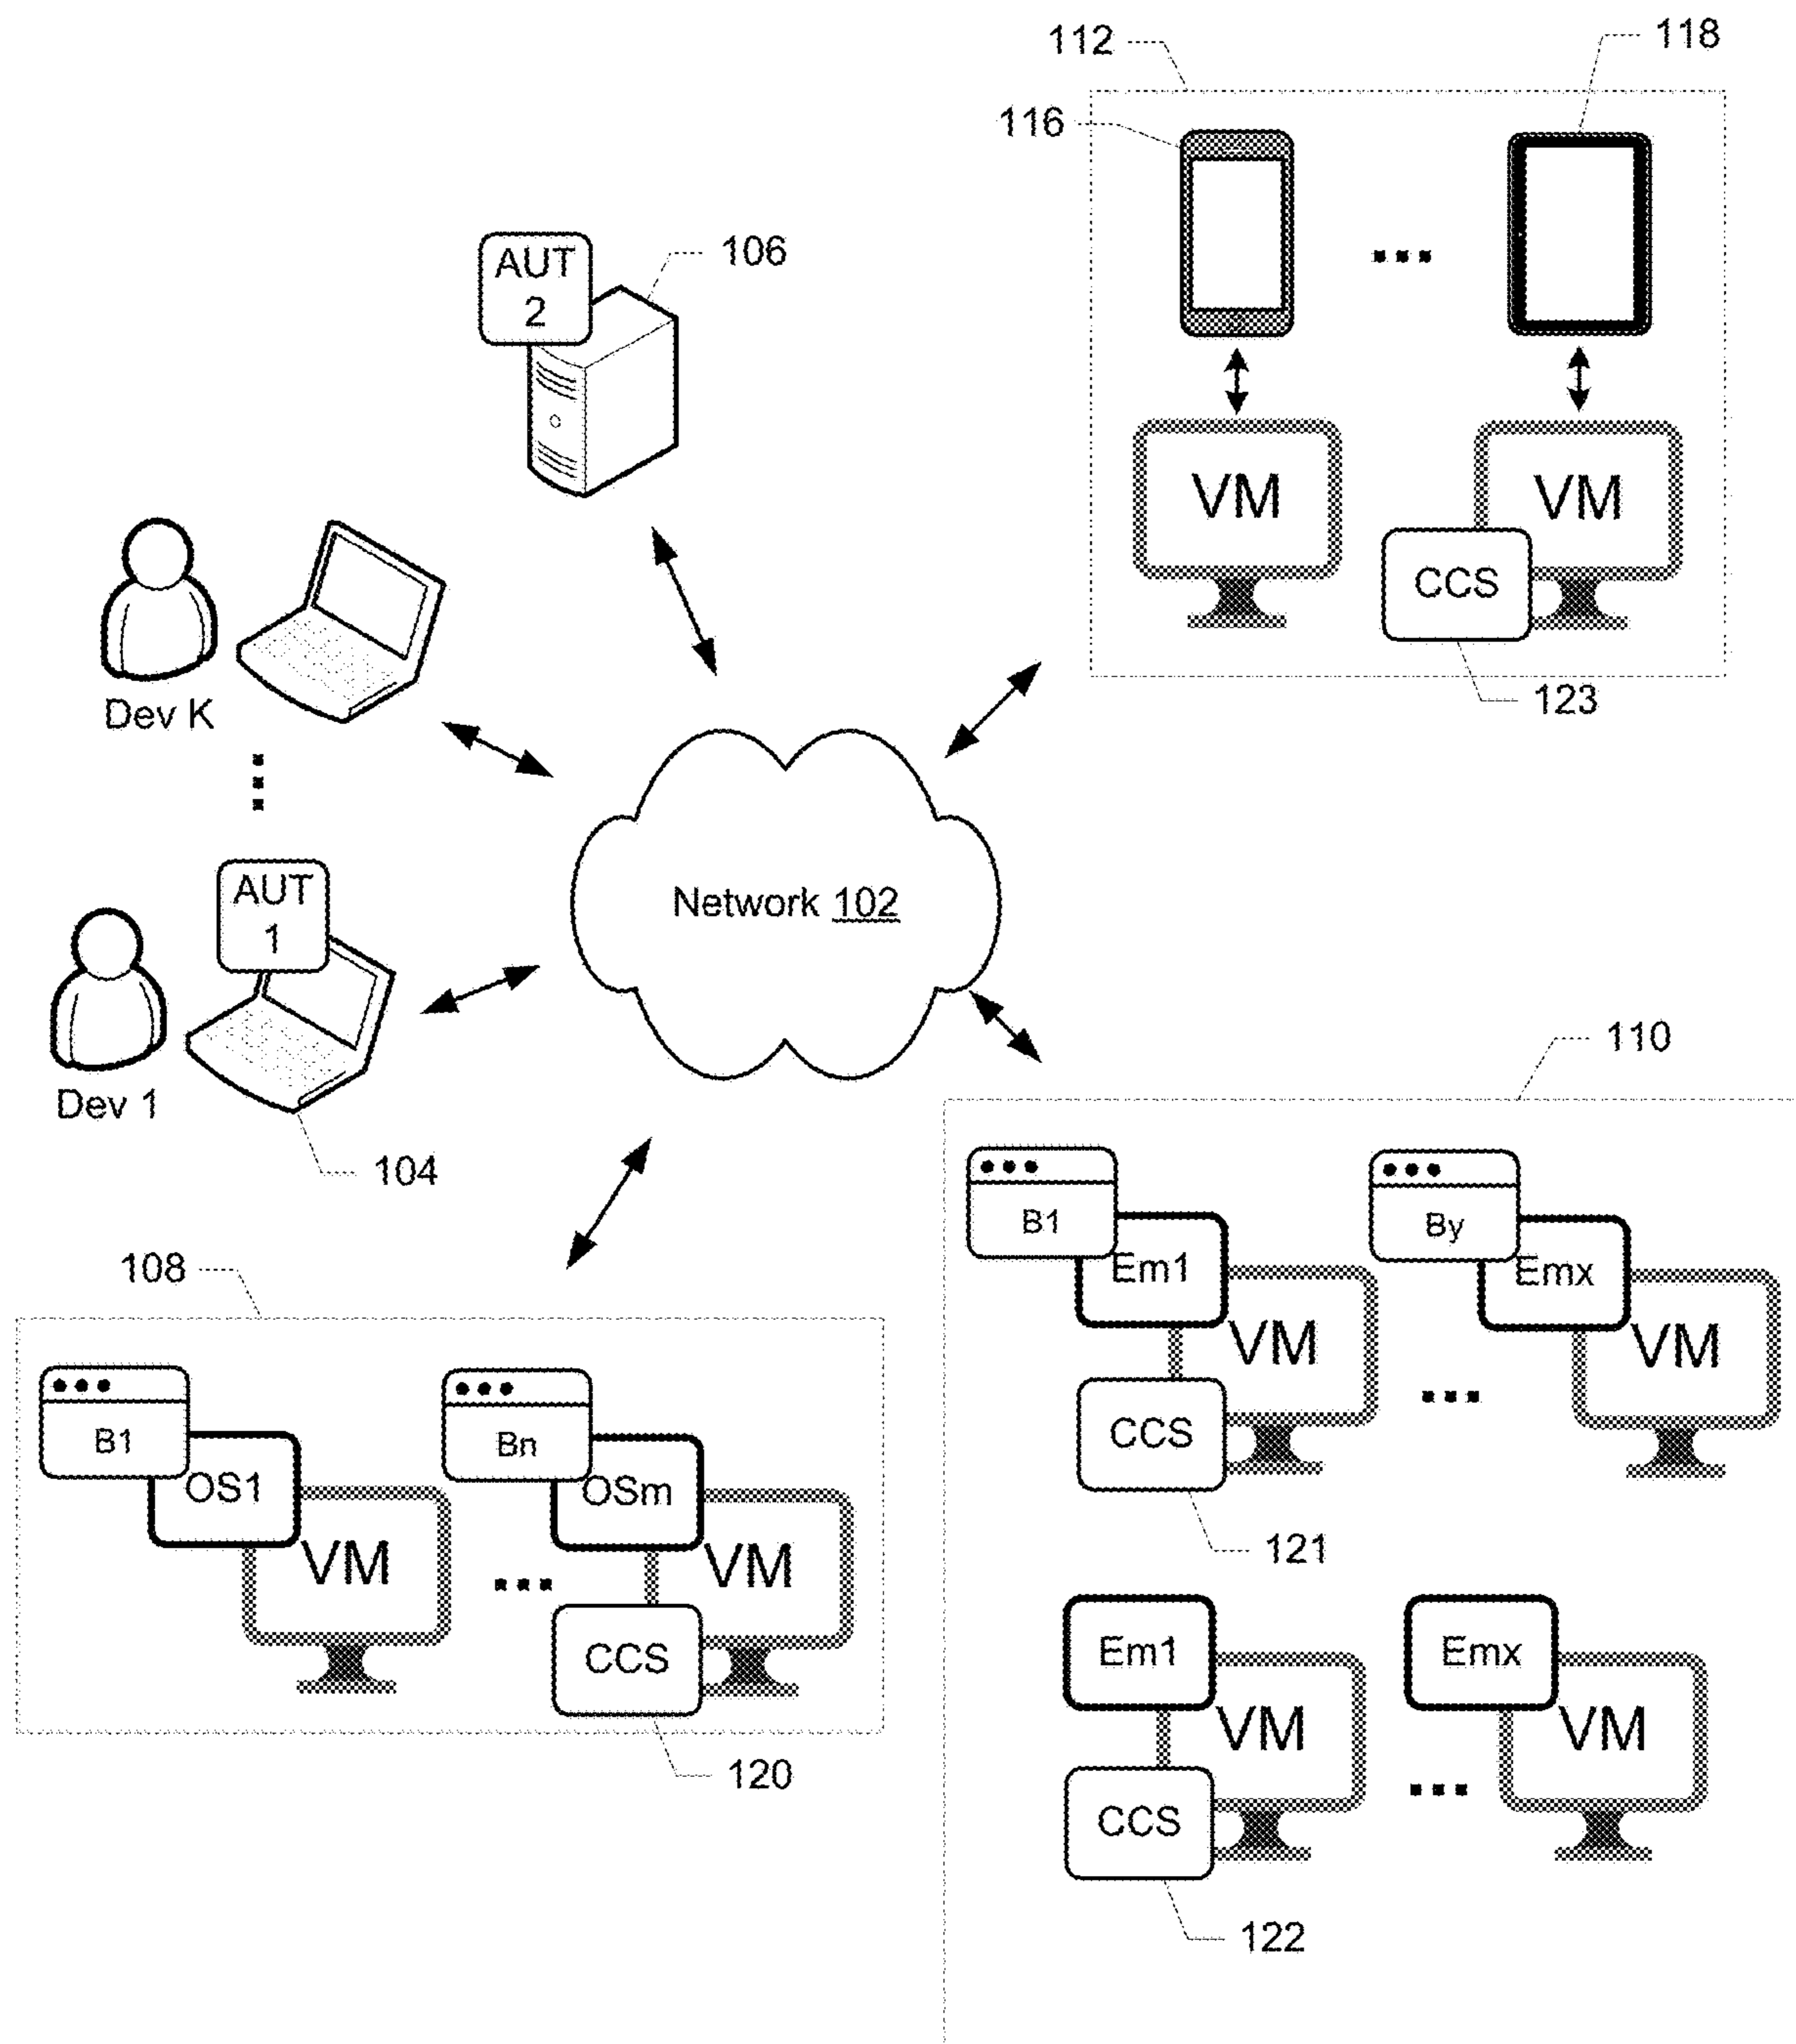 112
118
116
AUT
2
106
VM
VM
CCS
123
Dev K
Network 102
AUT
1
Dev 1
104
110
B1
Em1
VM
By
Emx
VM
CCS
121
108
B1
OS1
VM
Bn
OSm
VM
CCS
120
Em1
VM
Emx
VM
CCS
122